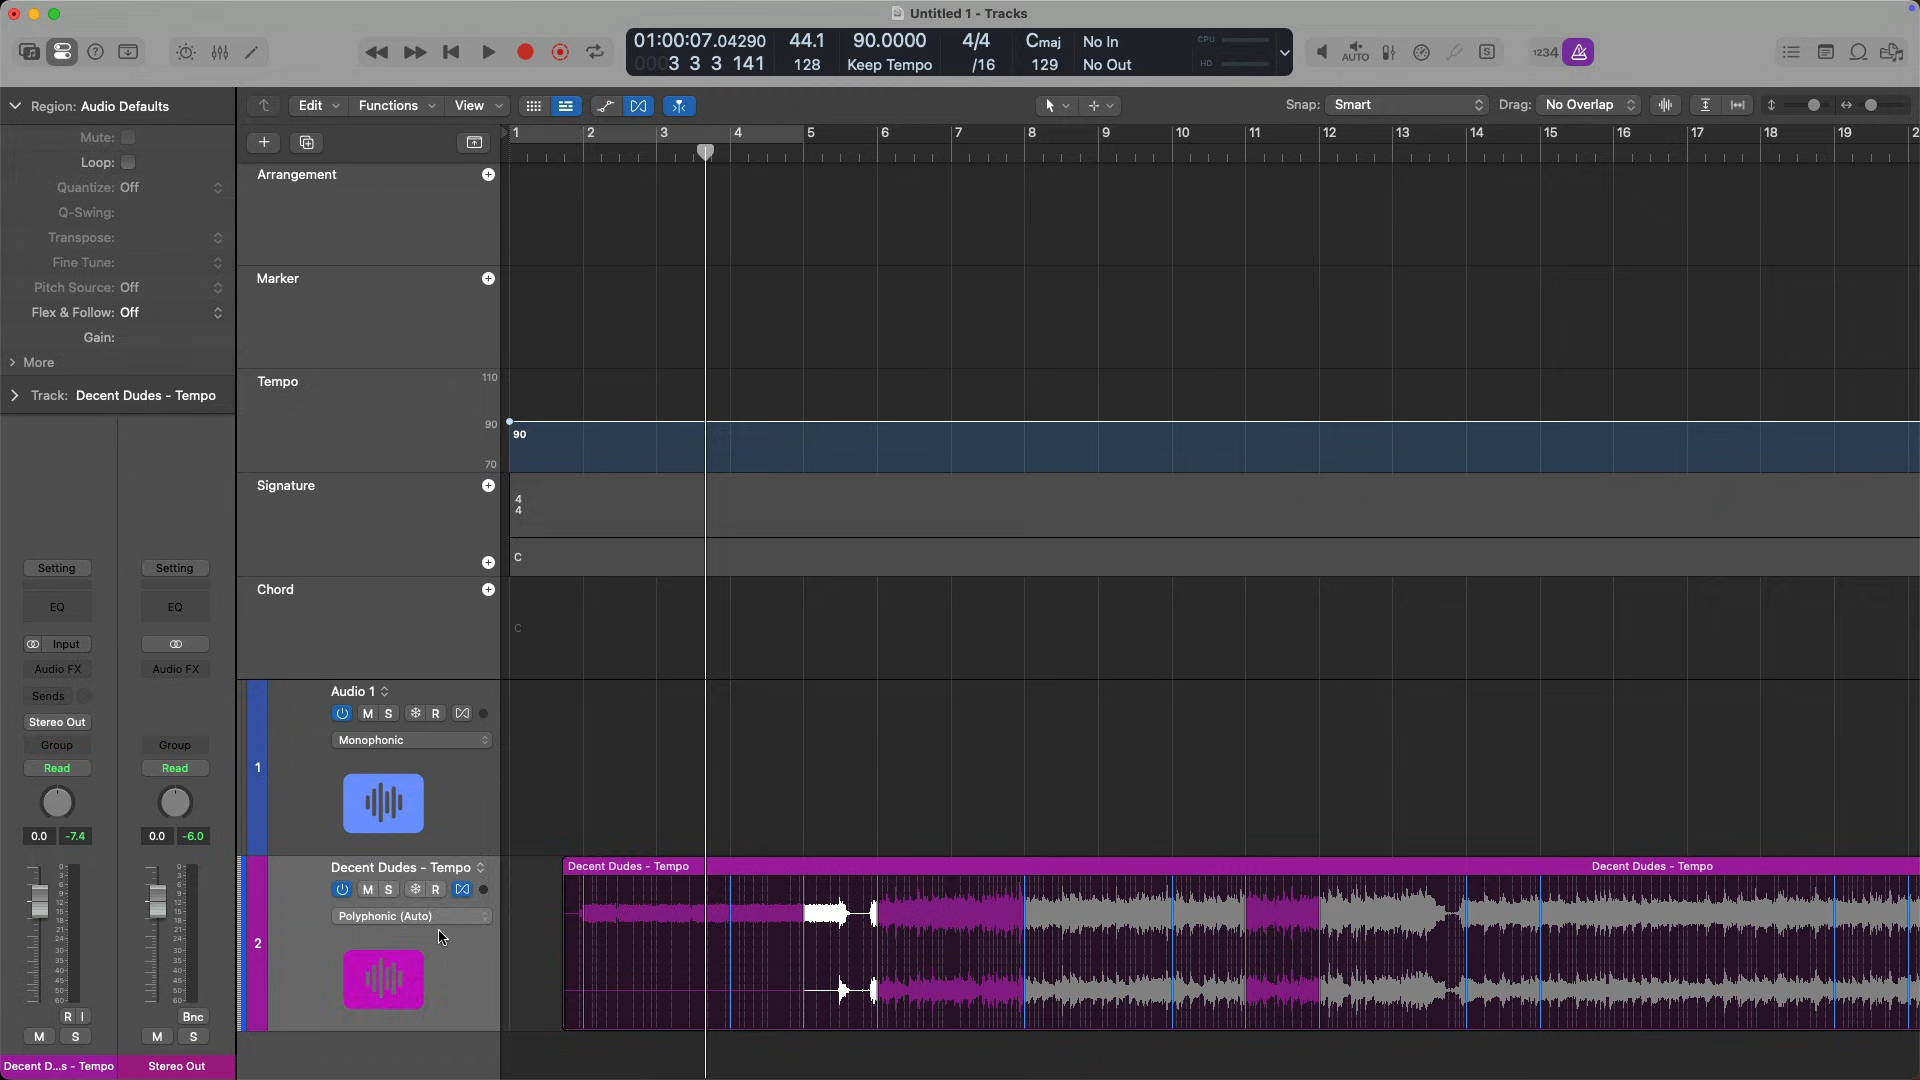 Untitled 1 - Tracks
01:00:07.04290 44.1 90.0000 4/4 Cmaj No In CPU
0003 3 3 141 128 Keep Tempo /16 129 No Out HD
AUTO S 1234
Region: Audio Defaults
Edit Functions View Snap: Smart Drag: No Overlap
Mute:
Loop:
Quantize: Off
Q-Swing:
Transpose:
Fine Tune:
Pitch Source: Off
Flex & Follow: Off
Gain:
More
Track: Decent Dudes - Tempo
1 2 3 4 5 6 7 8 9 10 11 12 13 14 15 16 17 18 19 2
Arrangement
Marker
Tempo 110
90
70
90
Signature
4
4
C
Chord
C
Setting Setting
EQ EQ
Input
Audio FX Audio FX
Sends
Stereo Out
Group Group
Read Read
0.0 -7.4 0.0 -6.0
R I Bnc
M S M S
Decent D...s - Tempo Stereo Out
1
Audio 1
M S R
Monophonic
2
Decent Dudes - Tempo
M S R
Polyphonic (Auto)
Decent Dudes - Tempo Decent Dudes - Tempo